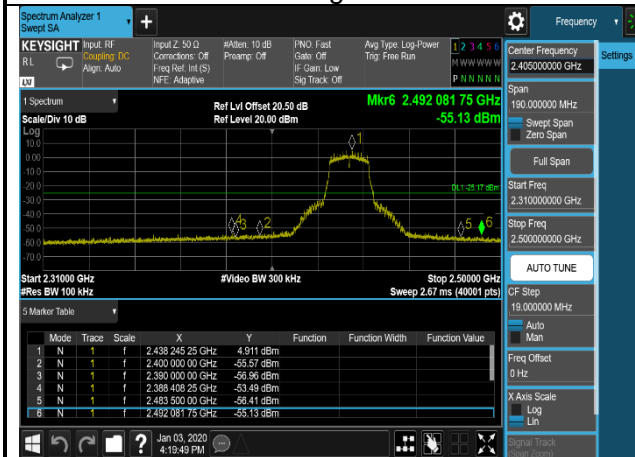 Spectrum Analyzer 1
Swept SA
Frequency
KEYSIGHT
RL
Input: RF
Coupling: DC
Align: Auto
Input Z: 50 Ω
Corrections: Off
Freq Ref: Int (S)
NFE: Adaptive
#Atten: 10 dB
Preamp: Off
PNO: Fast
Gate: Off
IF Gain: Low
Sig Track: Off
Avg Type: Log-Power
Trig: Free Run
1 2 3 4 5 6
M W W W W W
P N N N N N
LXI
1 Spectrum
Scale/Div 10 dB
Ref Lvl Offset 20.50 dB
Ref Level 20.00 dBm
Mkr6 2.492 081 75 GHz
-55.13 dBm
Log
10.0
0.00
-10.0
-20.0
-30.0
-40.0
-50.0
-60.0
-70.0
1
DL1 -25.17 dBm
4
3
2
5
6
Start 2.31000 GHz
#Res BW 100 kHz
#Video BW 300 kHz
Stop 2.50000 GHz
Sweep 2.67 ms (40001 pts)
5 Marker Table
Mode Trace Scale X Y Function Function Width Function Value
1 N 1 f 2.438 245 25 GHz 4.911 dBm
2 N 1 f 2.400 000 00 GHz -55.57 dBm
3 N 1 f 2.390 000 00 GHz -56.96 dBm
4 N 1 f 2.388 408 25 GHz -53.49 dBm
5 N 1 f 2.483 500 00 GHz -56.41 dBm
6 N 1 f 2.492 081 75 GHz -55.13 dBm
Jan 03, 2020
4:19:49 PM
Settings
Center Frequency
2.405000000 GHz
Span
190.000000 MHz
Swept Span
Zero Span
Full Span
Start Freq
2.310000000 GHz
Stop Freq
2.500000000 GHz
AUTO TUNE
CF Step
19.000000 MHz
Auto
Man
Freq Offset
0 Hz
X Axis Scale
Log
Lin
Signal Track
(Span Zoom)